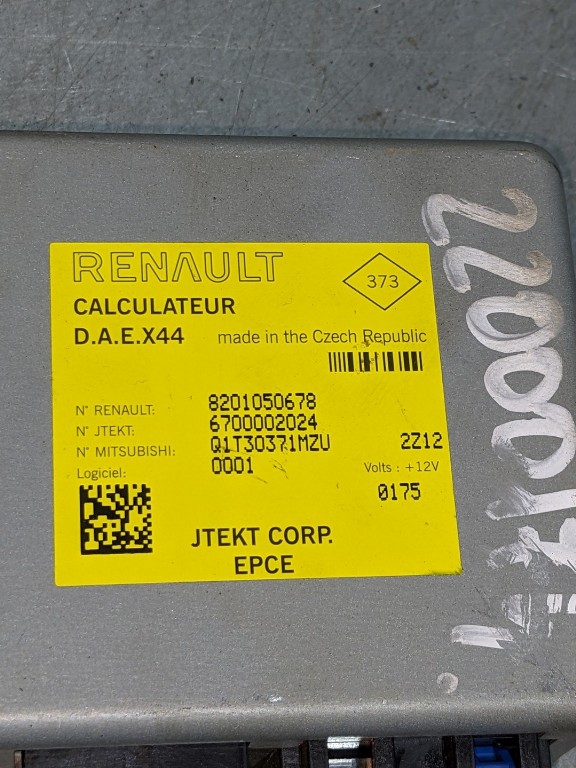 RENAULT
373
CALCULATEUR
D.A.E.X44 made in the Czech Republic
N° RENAULT: 8201050678
N° JTEKT: 6700002024
N° MITSUBISHI: Q1T30371MZU 2Z12
Logiciel: 0001 Volts : +12V
0175
JTEKT CORP.
EPCE